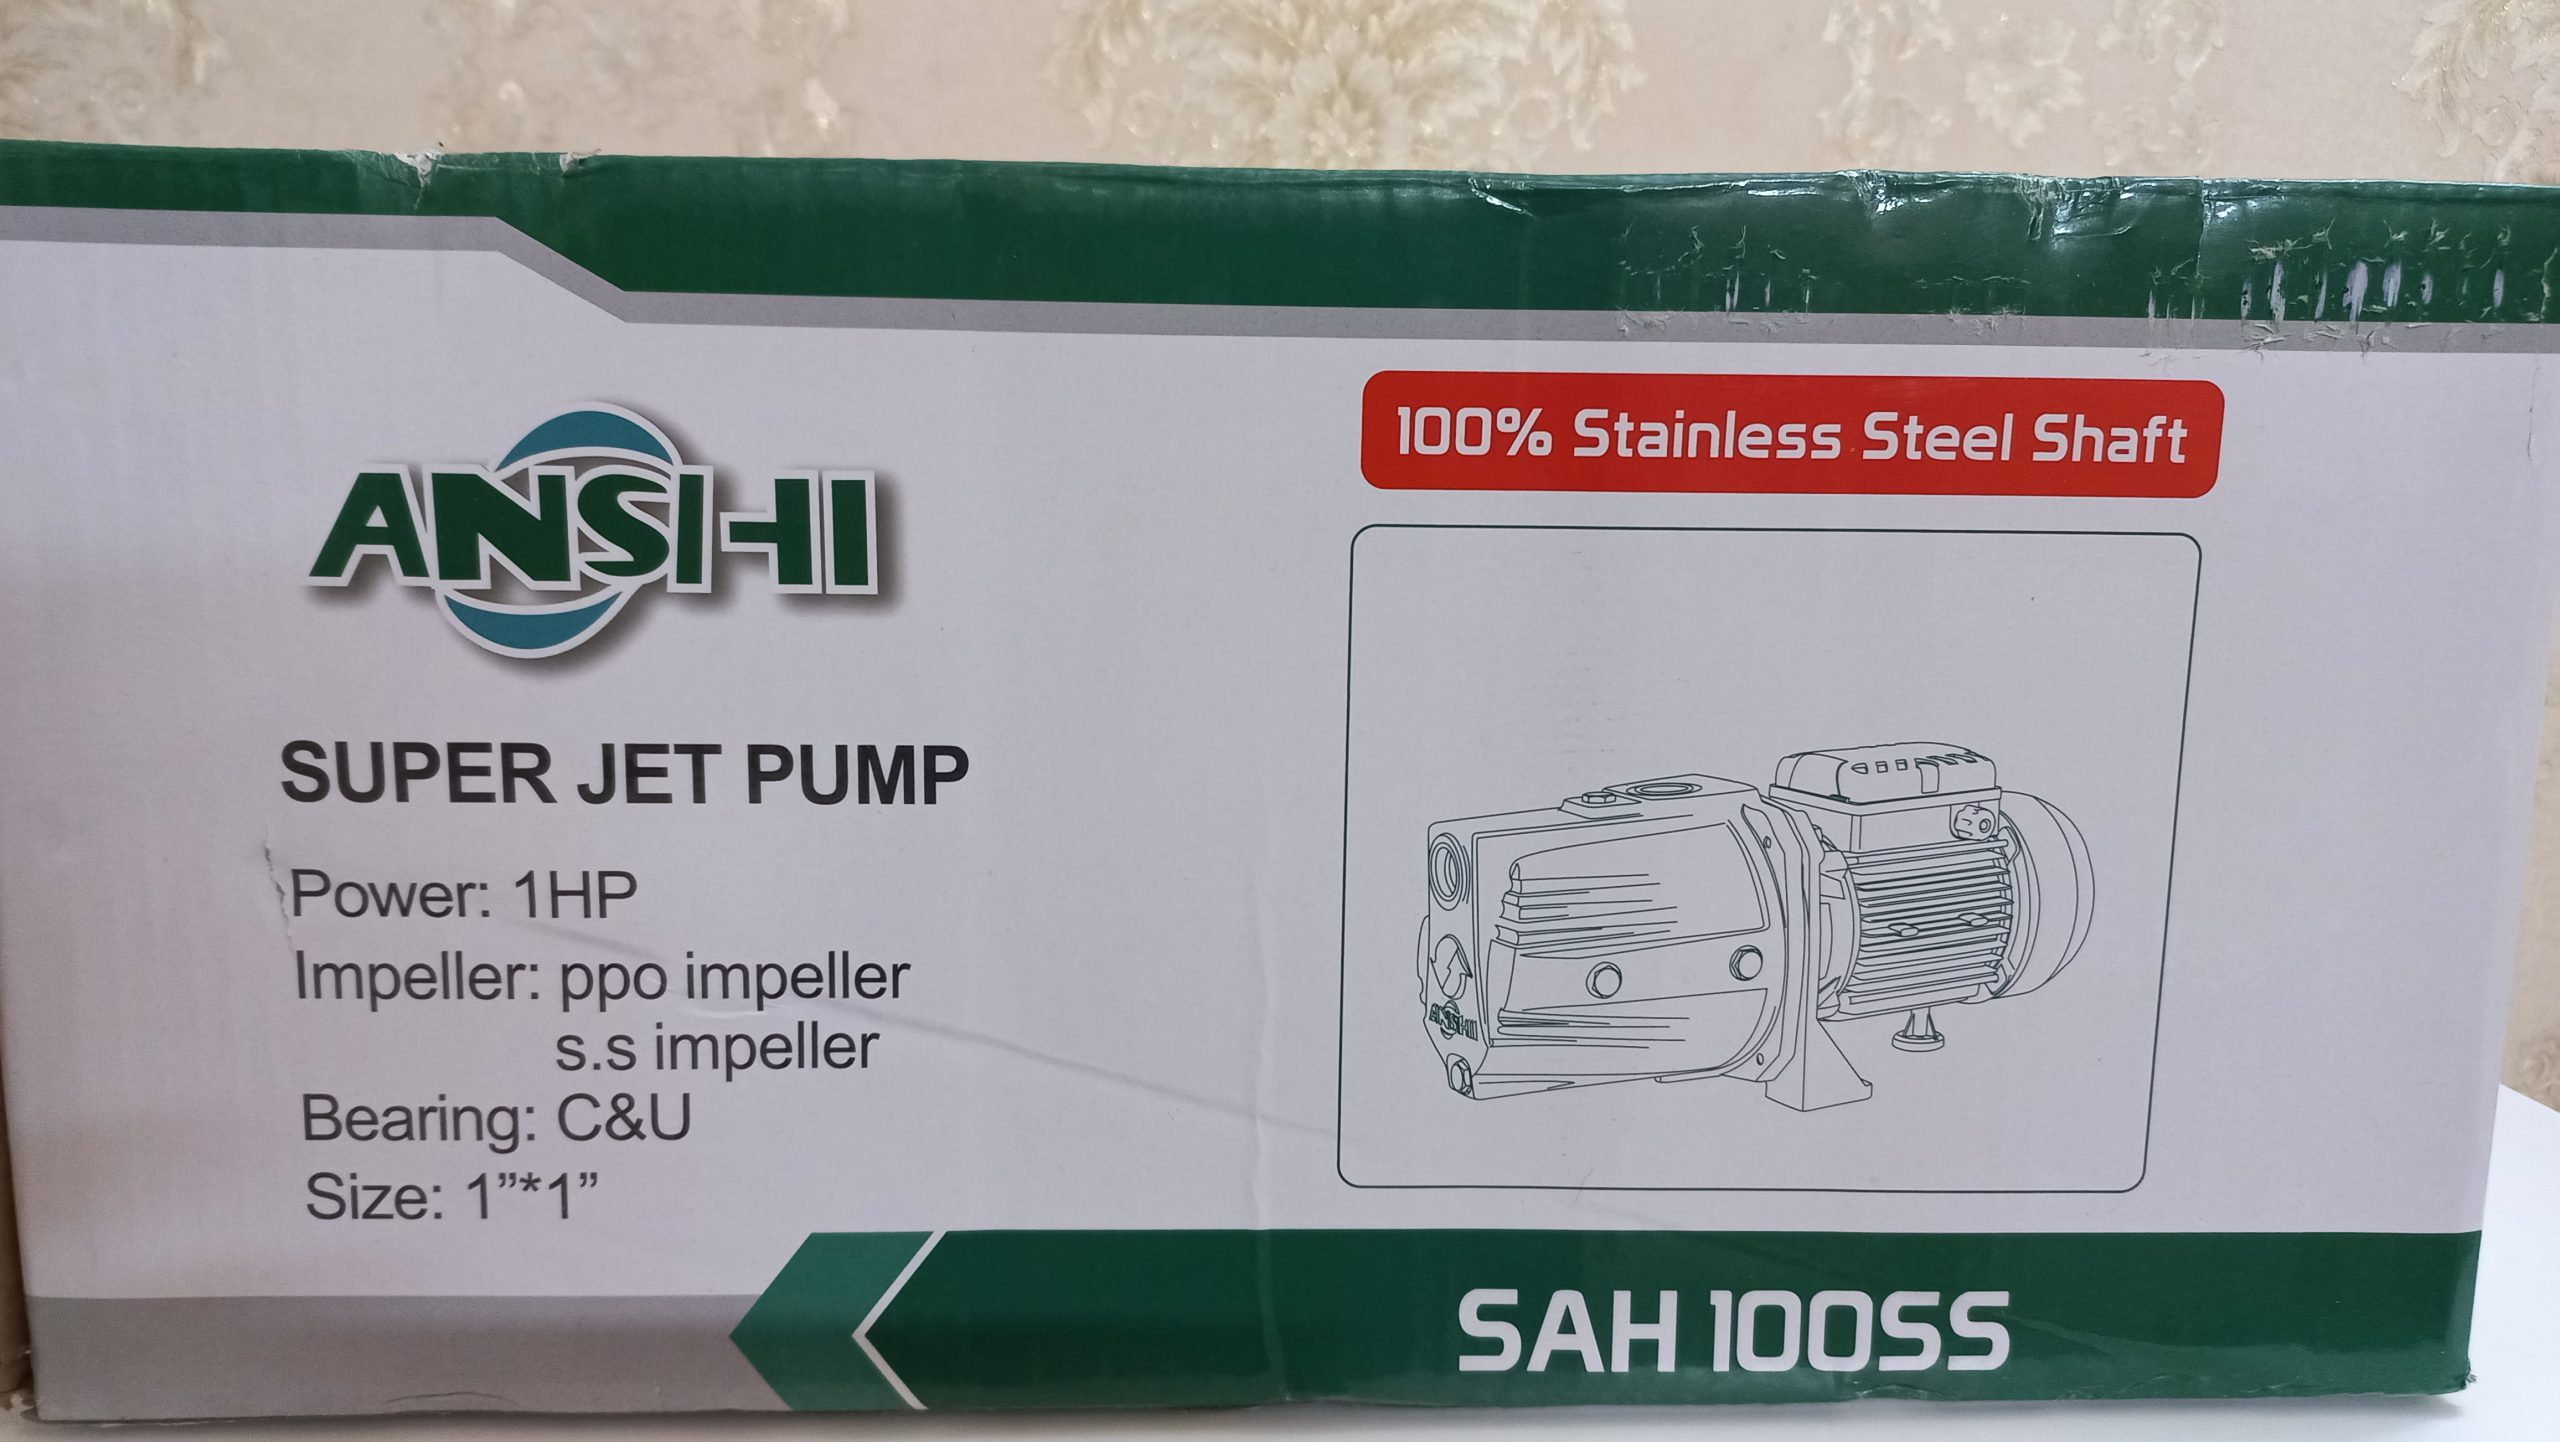 ANSHI
100% Stainless Steel Shaft
SUPER JET PUMP
Power: 1HP
Impeller: ppo impeller
s.s impeller
Bearing: C&U
Size: 1”*1”
ANSHI
SAH 100SS